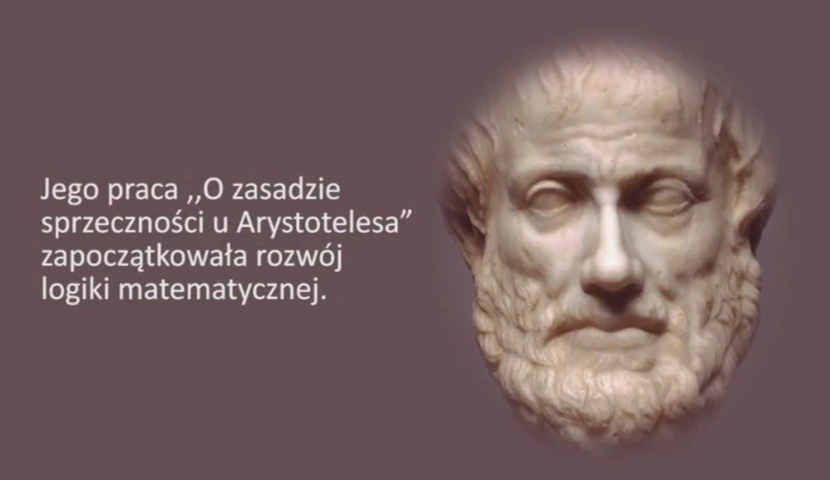 Jego praca ,,O zasadzie
sprzeczności u Arystotelesa”
zapoczątkowała rozwój
logiki matematycznej.